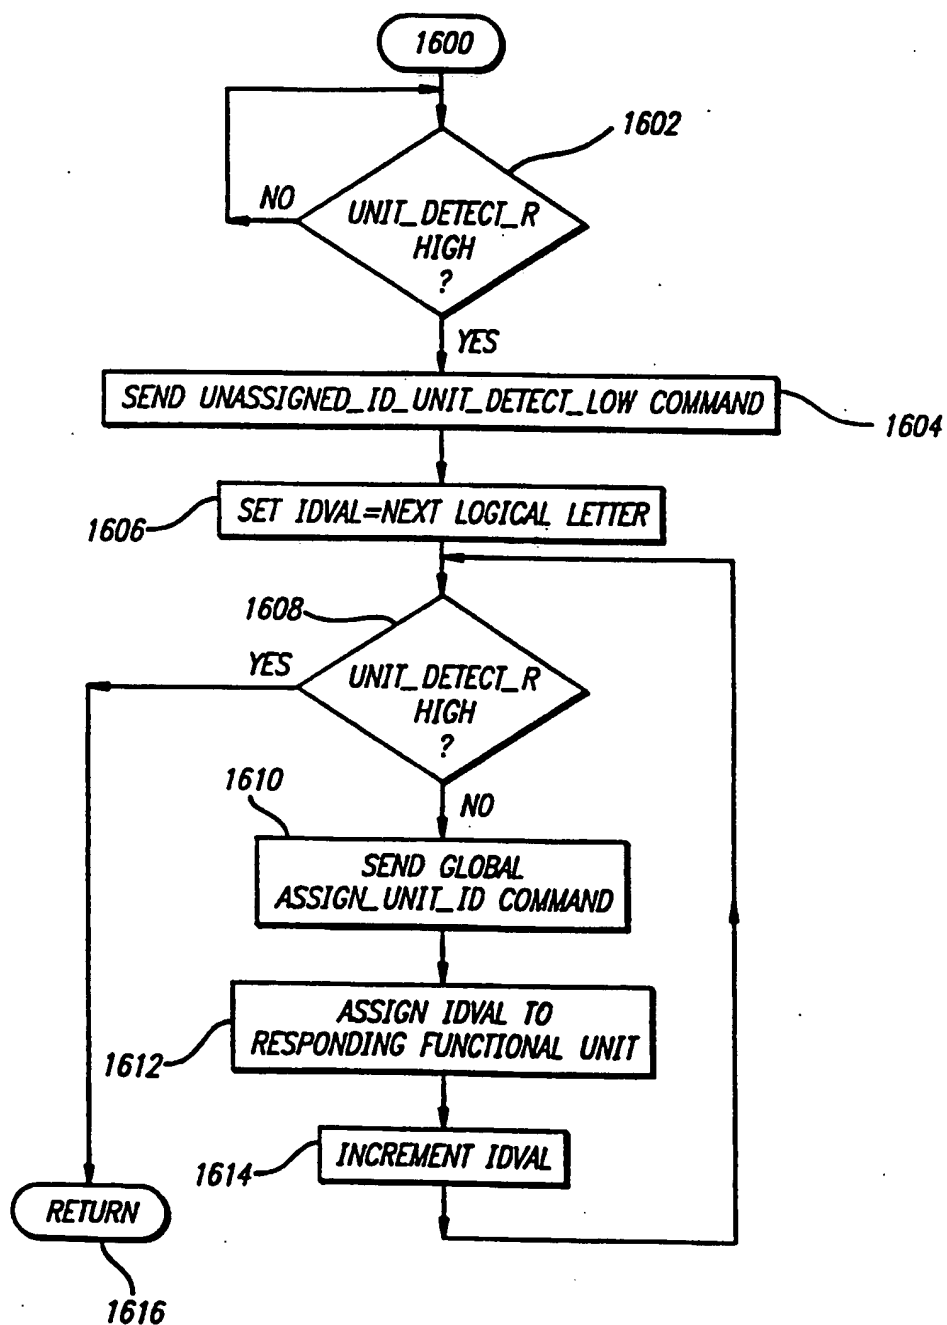 1600
1602
NO
UNIT_DETECT_R
HIGH
?
YES
SEND UNASSIGNED_ID_UNIT_DETECT_LOW COMMAND
1604
SET IDVAL=NEXT LOGICAL LETTER
1606
1608
YES
UNIT_DETECT_R
HIGH
?
1610
NO
SEND GLOBAL
ASSIGN_UNIT_ID COMMAND
ASSIGN IDVAL TO
RESPONDING FUNCTIONAL UNIT
1612
INCREMENT IDVAL
1614
RETURN
1616